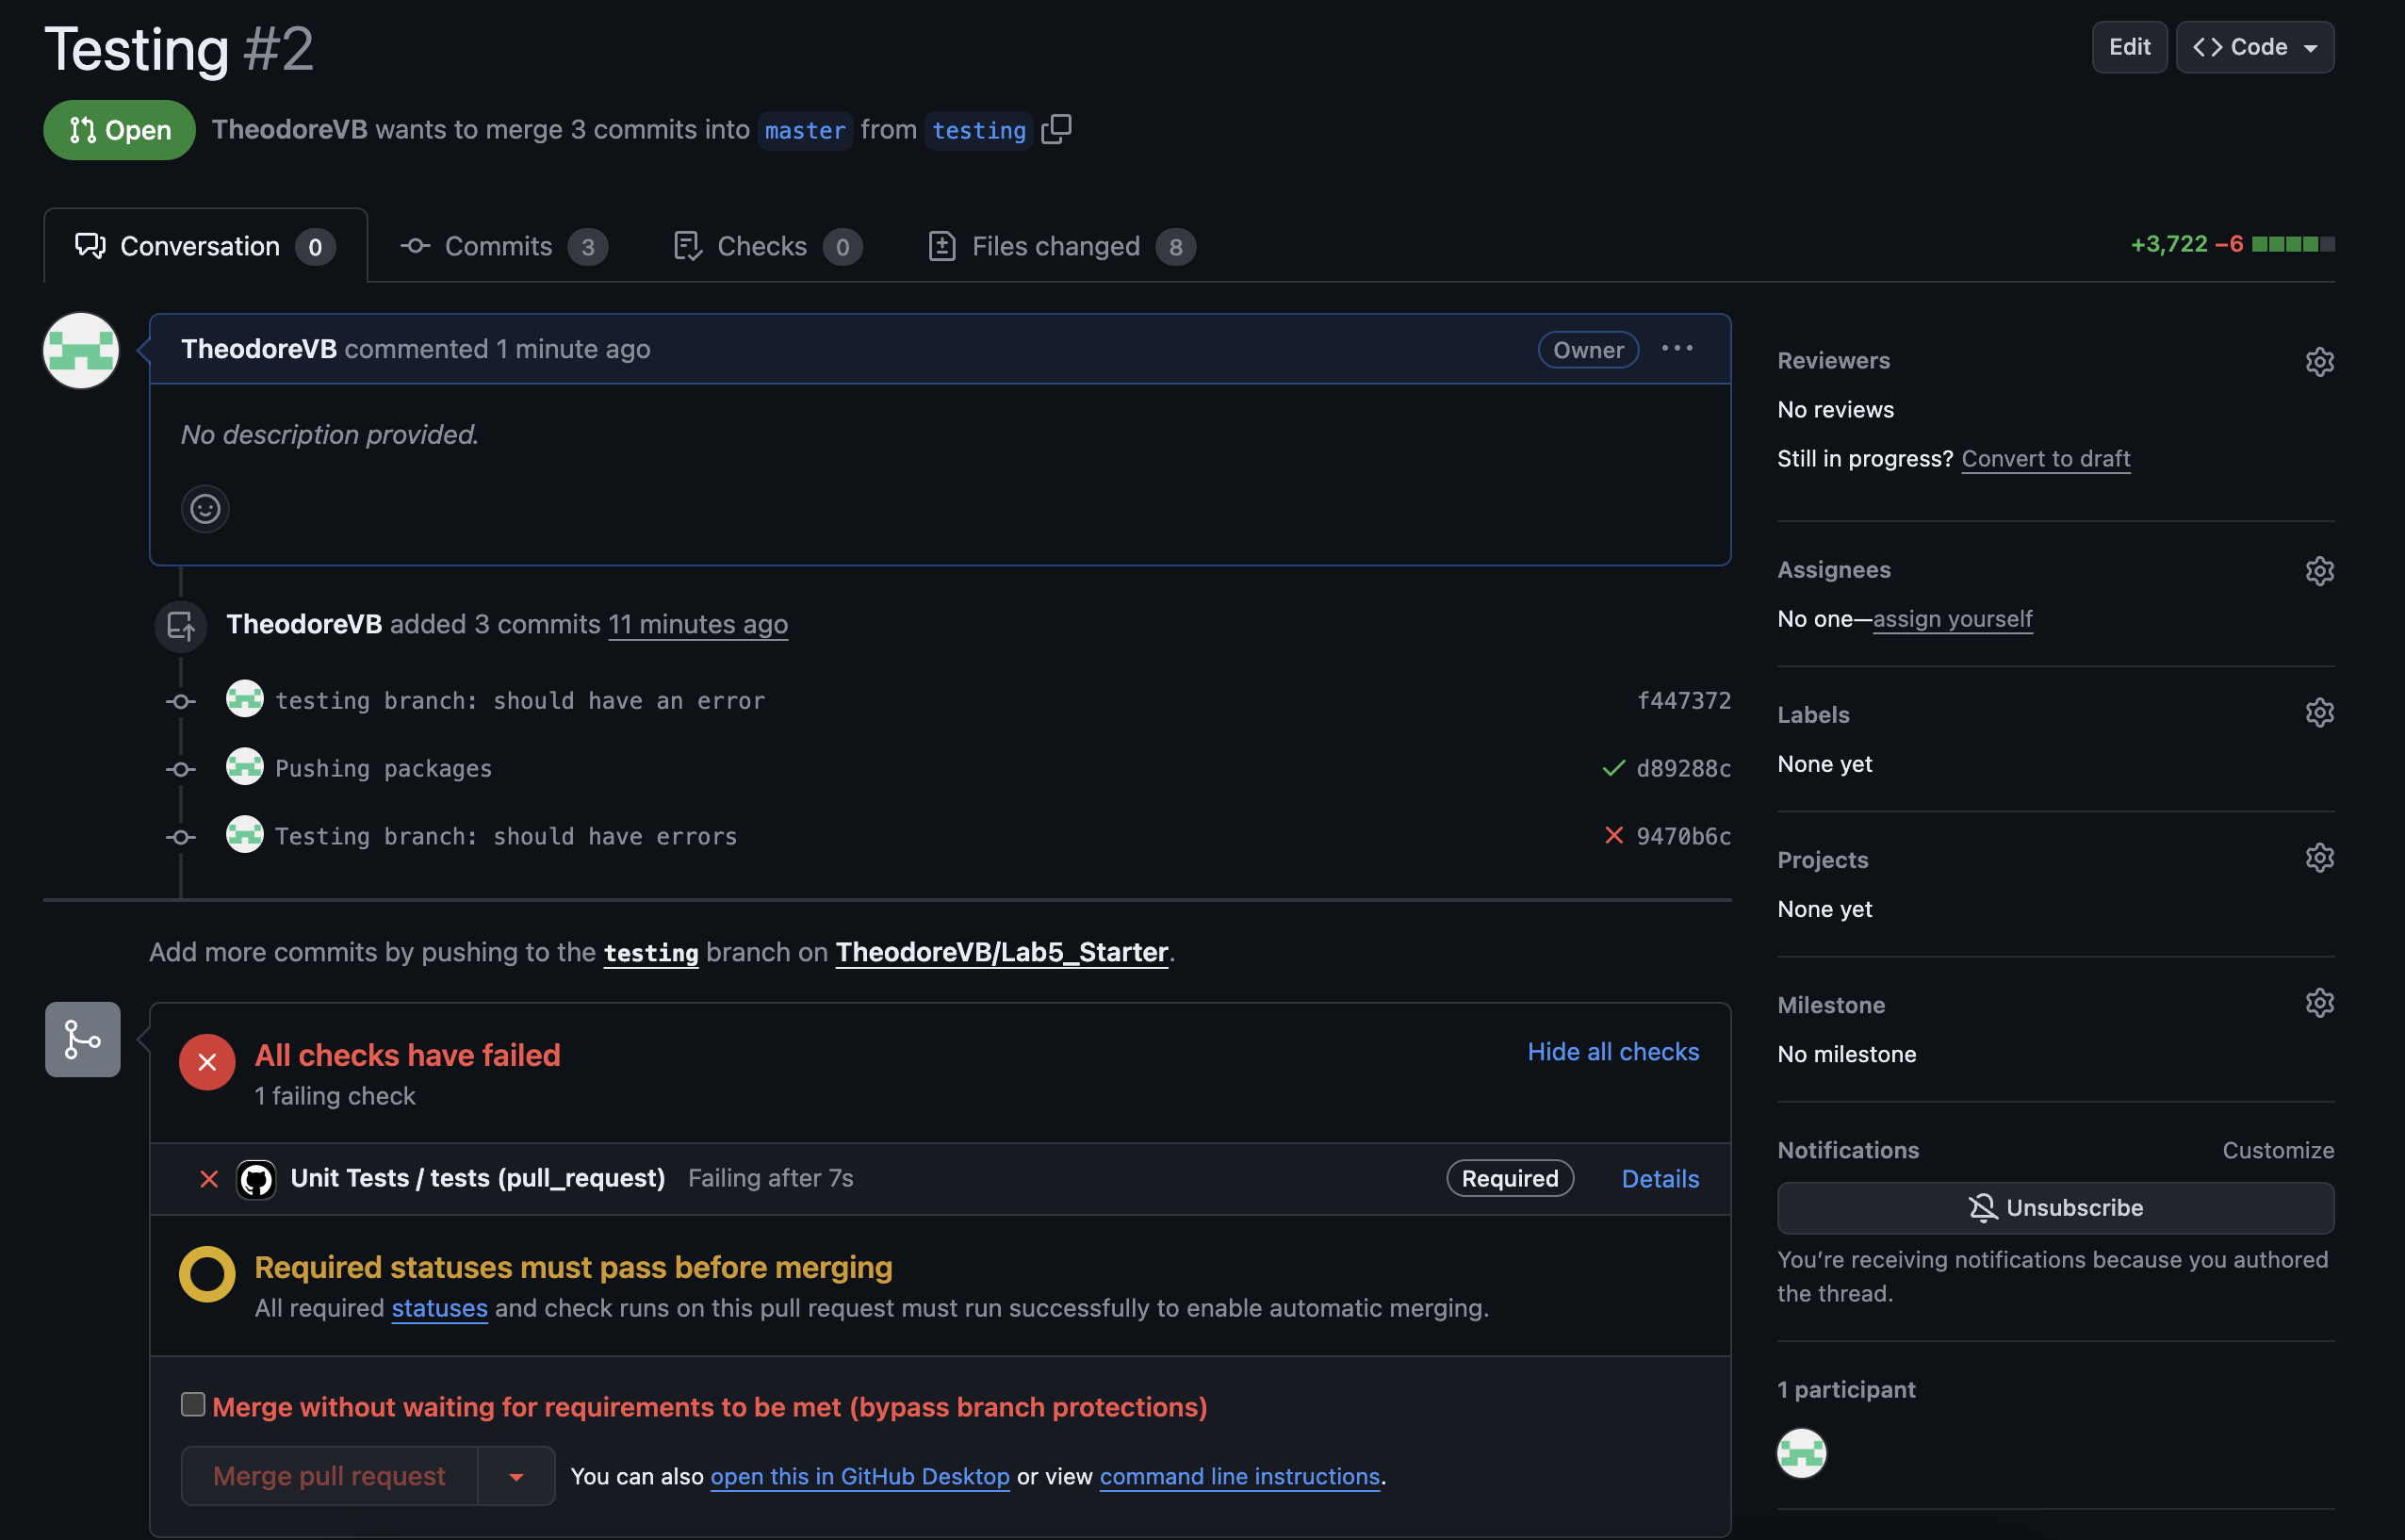 Testing #2
Edit
Code
Open
TheodoreVB wants to merge 3 commits into master from testing
Conversation 0
Commits 3
Checks 0
Files changed 8
+3,722 −6
TheodoreVB commented 1 minute ago
Owner
No description provided.
TheodoreVB added 3 commits 11 minutes ago
testing branch: should have an error f447372
Pushing packages d89288c
Testing branch: should have errors 9470b6c
Add more commits by pushing to the testing branch on TheodoreVB/Lab5_Starter.
All checks have failed
Hide all checks
1 failing check
Unit Tests / tests (pull_request) Failing after 7s
Required
Details
Required statuses must pass before merging
All required statuses and check runs on this pull request must run successfully to enable automatic merging.
Merge without waiting for requirements to be met (bypass branch protections)
Merge pull request
You can also open this in GitHub Desktop or view command line instructions.
Reviewers
No reviews
Still in progress? Convert to draft
Assignees
No one—assign yourself
Labels
None yet
Projects
None yet
Milestone
No milestone
Notifications
Customize
Unsubscribe
You’re receiving notifications because you authored
the thread.
1 participant